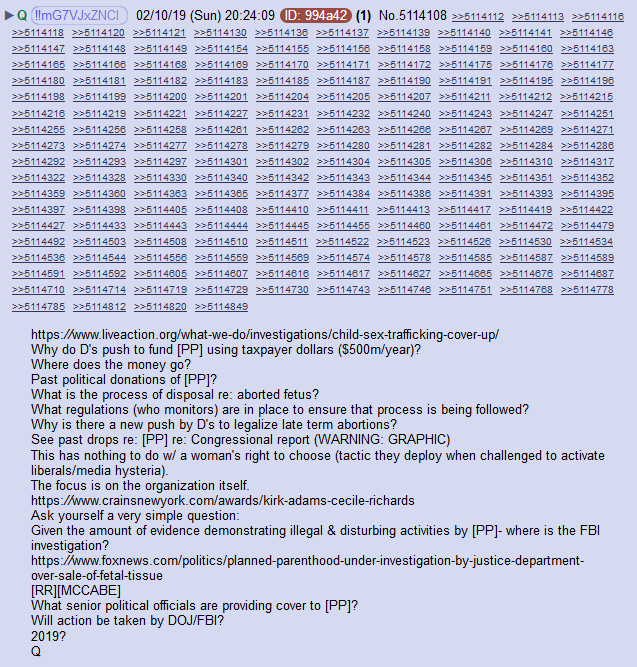 ▶ Q !!mG7VJxZNCI 02/10/19 (Sun) 20:24:09 ID: 994a42 (1) No.5114108 >>5114112 >>5114113 >>5114116
>>5114118 >>5114120 >>5114121 >>5114130 >>5114136 >>5114137 >>5114139 >>5114140 >>5114141 >>5114146
>>5114147 >>5114148 >>5114149 >>5114154 >>5114156 >>5114157 >>5114158 >>5114159 >>5114160 >>5114163
>>5114165 >>5114166 >>5114168 >>5114169 >>5114170 >>5114171 >>5114172 >>5114175 >>5114176 >>5114177
>>5114180 >>5114181 >>5114182 >>5114183 >>5114185 >>5114187 >>5114190 >>5114191 >>5114195 >>5114196
>>5114198 >>5114199 >>5114200 >>5114201 >>5114204 >>5114205 >>5114207 >>5114211 >>5114212 >>5114215
>>5114216 >>5114219 >>5114221 >>5114227 >>5114231 >>5114232 >>5114240 >>5114243 >>5114247 >>5114251
>>5114255 >>5114256 >>5114258 >>5114261 >>5114262 >>5114263 >>5114266 >>5114267 >>5114269 >>5114271
>>5114273 >>5114274 >>5114277 >>5114278 >>5114279 >>5114280 >>5114281 >>5114282 >>5114284 >>5114286
>>5114292 >>5114293 >>5114297 >>5114301 >>5114302 >>5114304 >>5114305 >>5114306 >>5114310 >>5114317
>>5114322 >>5114328 >>5114330 >>5114340 >>5114342 >>5114343 >>5114344 >>5114345 >>5114351 >>5114352
>>5114359 >>5114360 >>5114363 >>5114365 >>5114377 >>5114384 >>5114386 >>5114391 >>5114393 >>5114395
>>5114397 >>5114398 >>5114405 >>5114408 >>5114410 >>5114411 >>5114413 >>5114417 >>5114419 >>5114422
>>5114427 >>5114433 >>5114443 >>5114444 >>5114445 >>5114455 >>5114460 >>5114461 >>5114472 >>5114479
>>5114492 >>5114503 >>5114508 >>5114510 >>5114511 >>5114522 >>5114523 >>5114526 >>5114530 >>5114534
>>5114536 >>5114544 >>5114556 >>5114559 >>5114569 >>5114574 >>5114578 >>5114585 >>5114587 >>5114589
>>5114591 >>5114592 >>5114605 >>5114607 >>5114616 >>5114617 >>5114627 >>5114665 >>5114676 >>5114687
>>5114710 >>5114714 >>5114719 >>5114729 >>5114730 >>5114743 >>5114746 >>5114751 >>5114768 >>5114778
>>5114785 >>5114812 >>5114820 >>5114849
https://www.liveaction.org/what-we-do/investigations/child-sex-trafficking-cover-up/
Why do D's push to fund [PP] using taxpayer dollars ($500m/year)?
Where does the money go?
Past political donations of [PP]?
What is the process of disposal re: aborted fetus?
What regulations (who monitors) are in place to ensure that process is being followed?
Why is there a new push by D's to legalize late term abortions?
See past drops re: [PP] re: Congressional report (WARNING: GRAPHIC)
This has nothing to do w/ a woman's right to choose (tactic they deploy when challenged to activate
liberals/media hysteria).
The focus is on the organization itself.
https://www.crainsnewyork.com/awards/kirk-adams-cecile-richards
Ask yourself a very simple question:
Given the amount of evidence demonstrating illegal & disturbing activities by [PP]- where is the FBI
investigation?
https://www.foxnews.com/politics/planned-parenthood-under-investigation-by-justice-department-
over-sale-of-fetal-tissue
[RR][MCCABE]
What senior political officials are providing cover to [PP]?
Will action be taken by DOJ/FBI?
2019?
Q